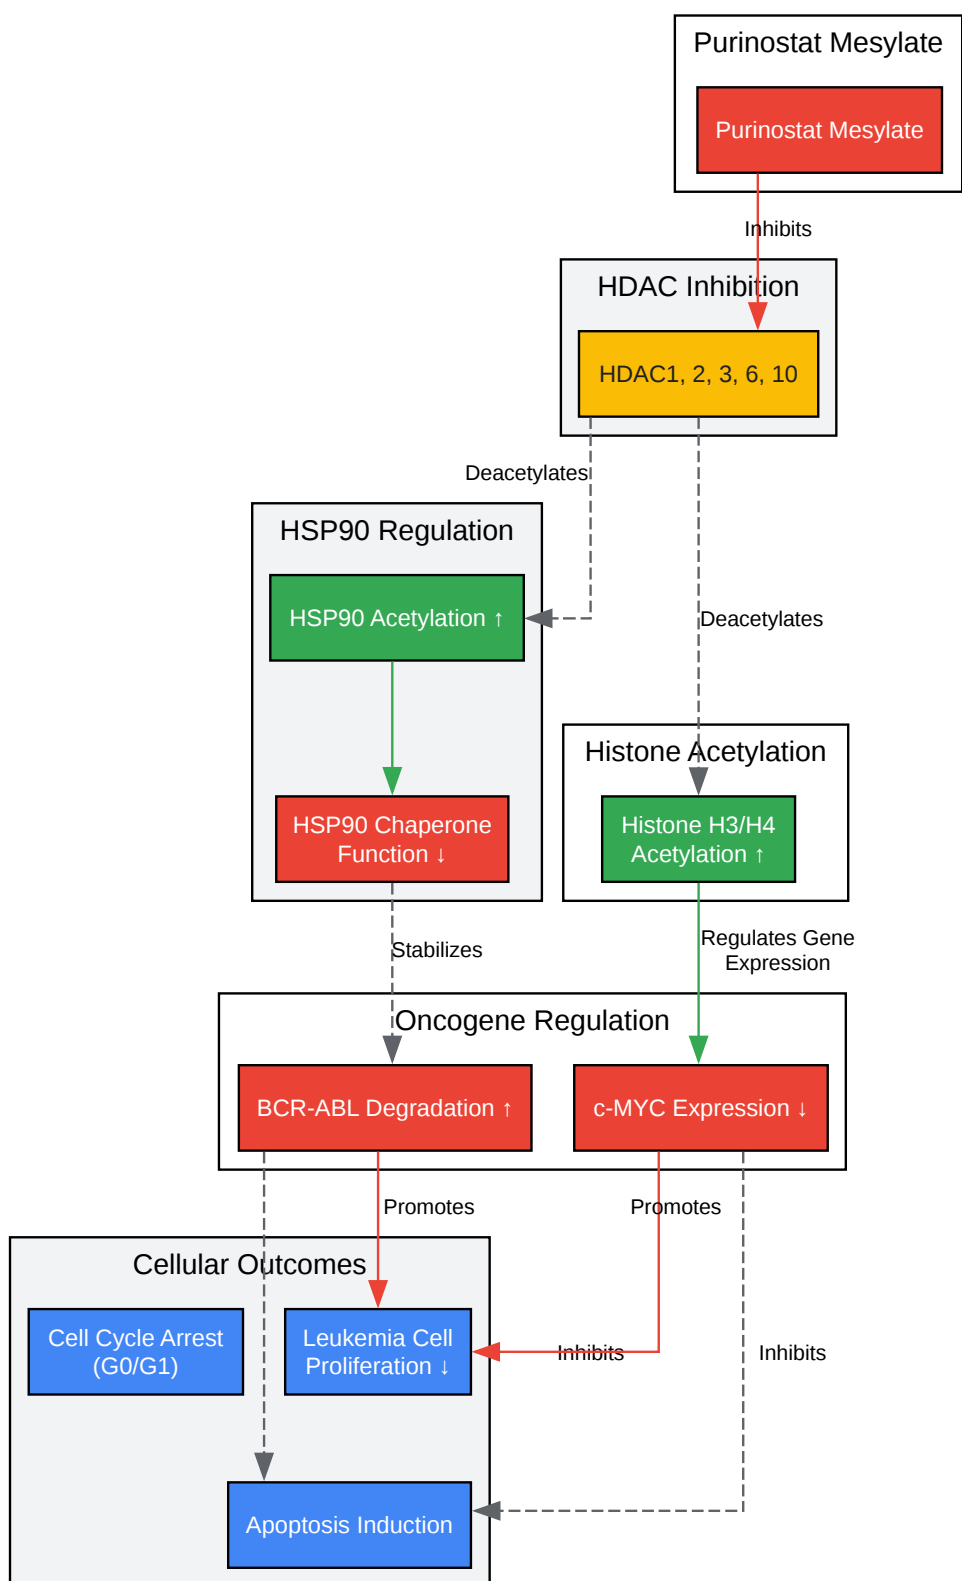 Purinostat Mesylate
Purinostat Mesylate
Inhibits
HDAC Inhibition
HDAC1, 2, 3, 6, 10
Deacetylates
HSP90 Regulation
HSP90 Acetylation ↑
Deacetylates
Histone Acetylation
HSP90 Chaperone
Function ↓
Histone H3/H4
Acetylation ↑
Stabilizes
Regulates Gene
Expression
Oncogene Regulation
BCR-ABL Degradation ↑
c-MYC Expression ↓
Promotes
Promotes
Cellular Outcomes
Cell Cycle Arrest
(G0/G1)
Leukemia Cell
Proliferation ↓
Inhibits
Inhibits
Apoptosis Induction